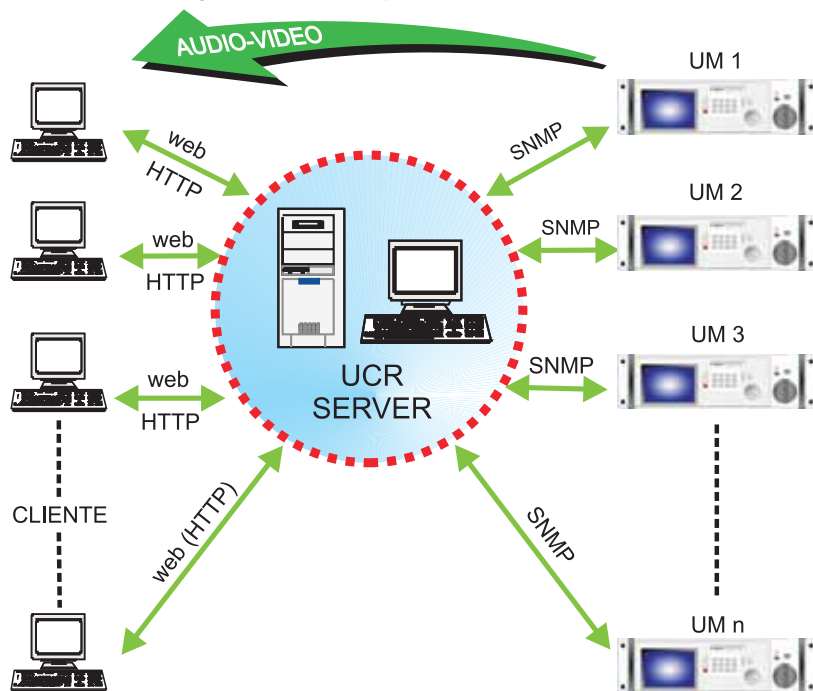 AUDIO-VIDEO
UM 1
web
HTTP
SNMP
UM 2
web
HTTP
SNMP
UM 3
web
HTTP
SNMP
UCR
SERVER
CLIENTE
web (HTTP)
SNMP
UM n